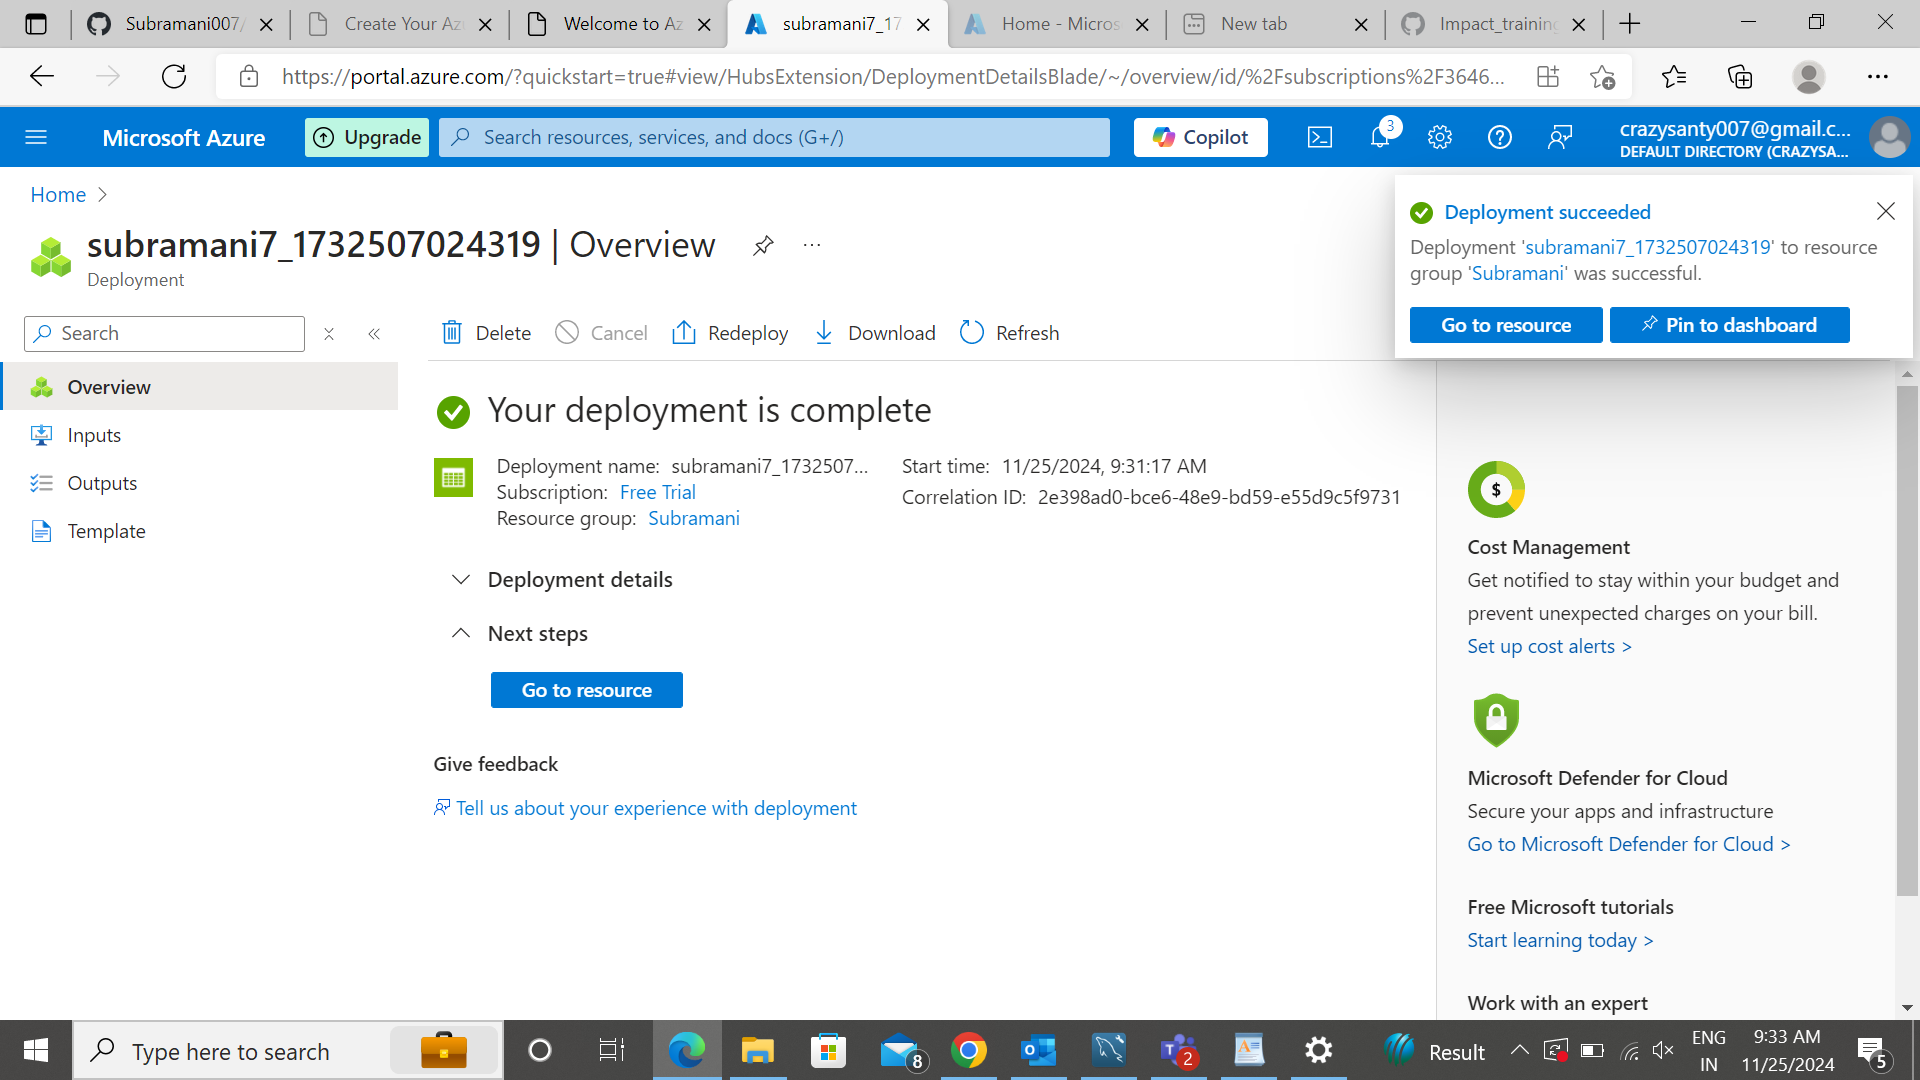 Subramani007/
Create Your Az
Welcome to Az
subramani7_17
Home - Micros
New tab
Impact_training
https://portal.azure.com/?quickstart=true#view/HubsExtension/DeploymentDetailsBlade/~/overview/id/%2Fsubscriptions%2F3646...
Microsoft Azure
Upgrade
Search resources, services, and docs (G+/)
Copilot
3
crazysanty007@gmail.c...
DEFAULT DIRECTORY (CRAZYSA...
Home
subramani7_1732507024319 | Overview
Deployment
Deployment succeeded
Deployment 'subramani7_1732507024319' to resource
group 'Subramani' was successful.
Go to resource
Pin to dashboard
Search
Delete
Cancel
Redeploy
Download
Refresh
Overview
Inputs
Outputs
Template
Your deployment is complete
Deployment name: subramani7_1732507...
Subscription: Free Trial
Resource group: Subramani
Start time: 11/25/2024, 9:31:17 AM
Correlation ID: 2e398ad0-bce6-48e9-bd59-e55d9c5f9731
Deployment details
Next steps
Go to resource
Give feedback
Tell us about your experience with deployment
$
Cost Management
Get notified to stay within your budget and
prevent unexpected charges on your bill.
Set up cost alerts >
Microsoft Defender for Cloud
Secure your apps and infrastructure
Go to Microsoft Defender for Cloud >
Free Microsoft tutorials
Start learning today >
Work with an expert
Type here to search
8
2
Result
ENG
IN
9:33 AM
11/25/2024
5